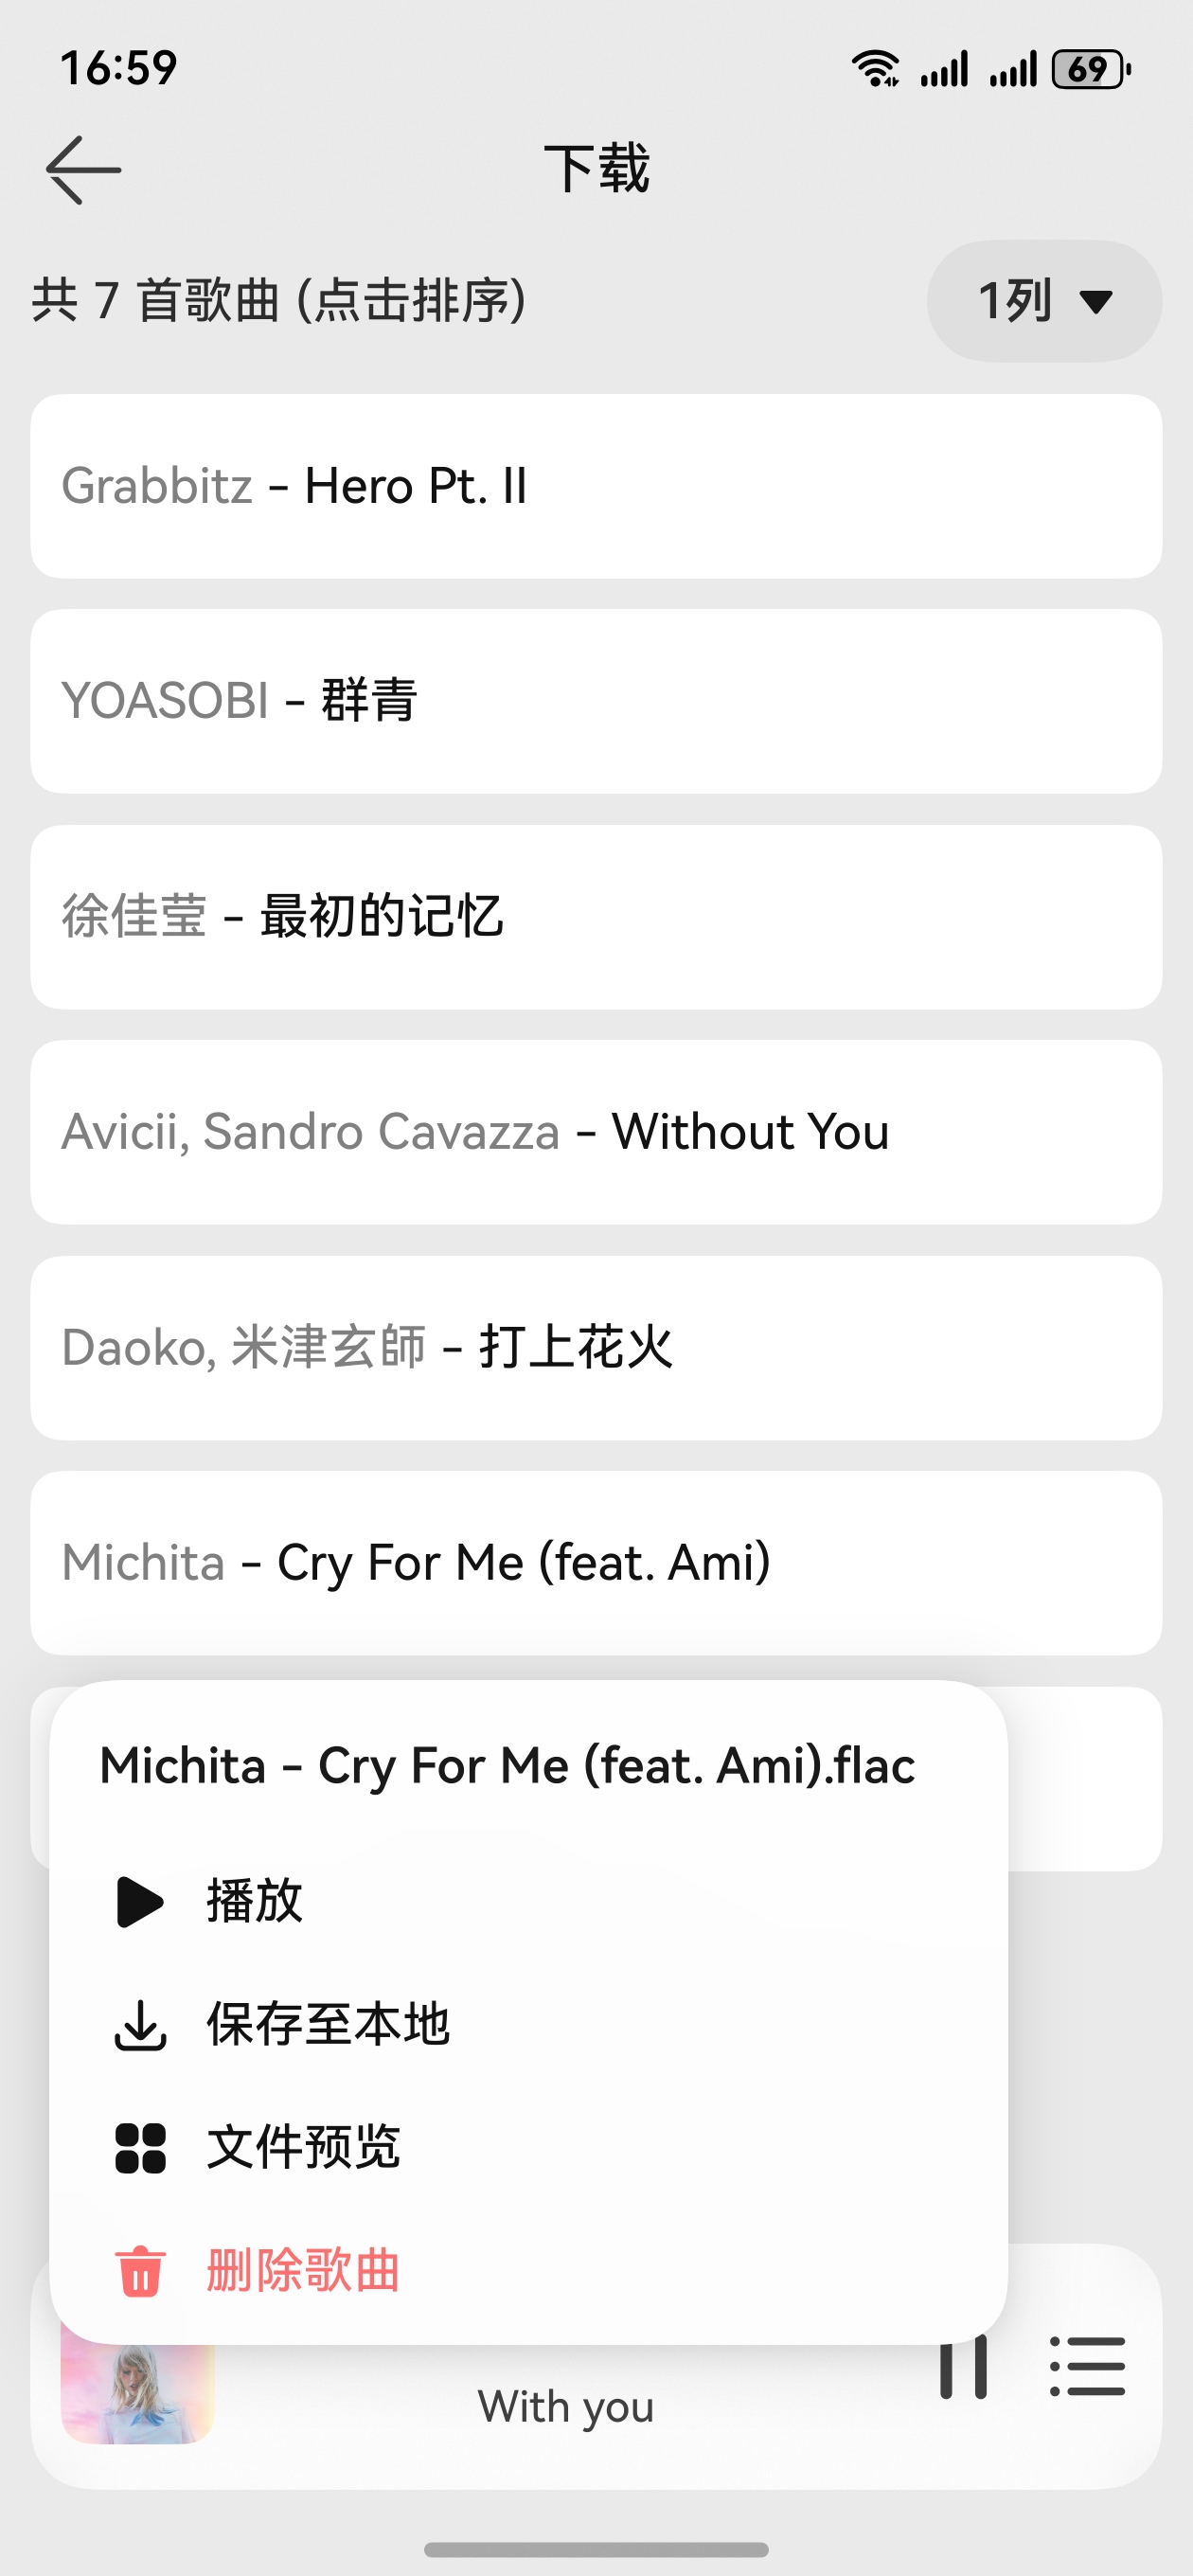 16:59
69
下载
共 7 首歌曲 (点击排序)
1列
Grabbitz - Hero Pt. II
YOASOBI - 群青
徐佳莹 - 最初的记忆
Avicii, Sandro Cavazza - Without You
Daoko, 米津玄師 - 打上花火
Michita - Cry For Me (feat. Ami)
Michita - Cry For Me (feat. Ami).flac
播放
保存至本地
文件预览
删除歌曲
With you